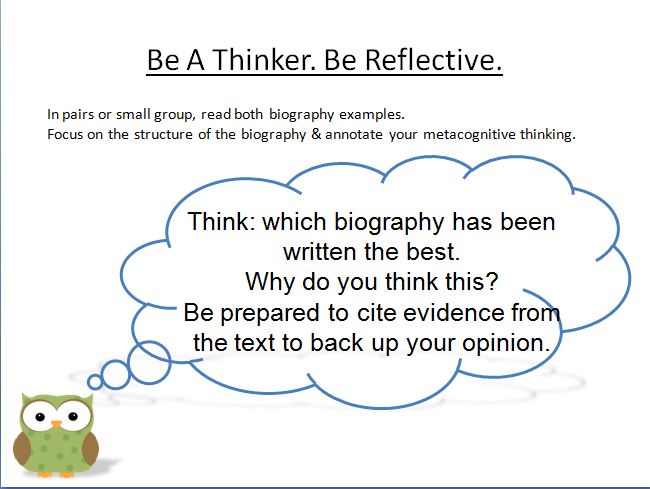 Be A Thinker. Be Reflective.
In pairs or small group, read both biography examples.
Focus on the structure of the biography & annotate your metacognitive thinking.
Think: which biography has been
written the best.
Why do you think this?
Be prepared to cite evidence from
the text to back up your opinion.